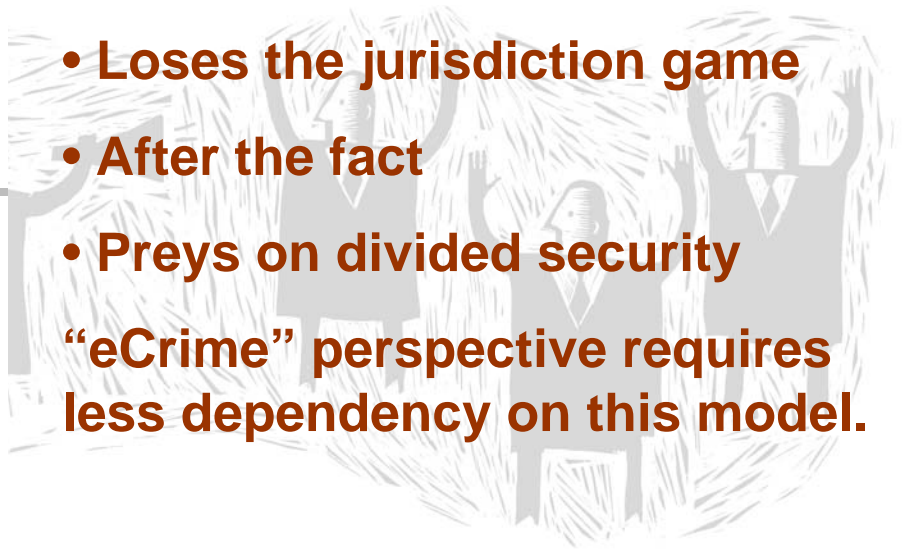 • Loses the jurisdiction game
• After the fact
• Preys on divided security
“eCrime” perspective requires
less dependency on this model.